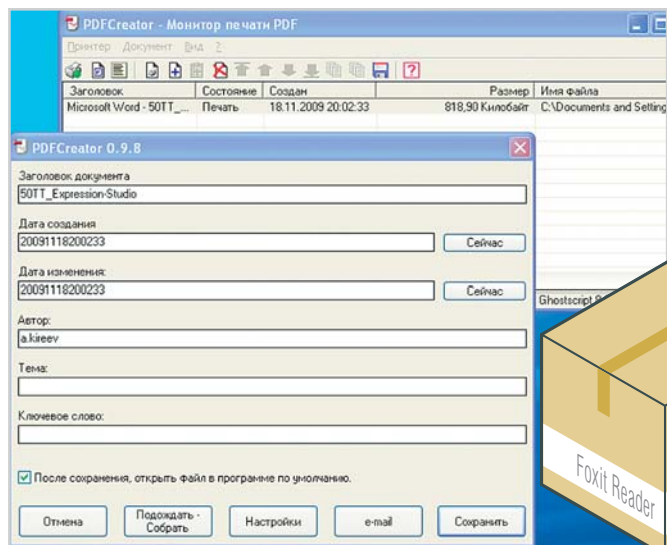 PDFCreator - Монитор печати PDF
Принтер Документ Вид ?
Заголовок Состояние Создан Размер Имя файла
Microsoft Word - 50TT_... Печать 18.11.2009 20:02:33 818,90 Килобайт C:\Documents and Setting
PDFCreator 0.9.8
Заголовок документа
50TT_Expression-Studio
Дата создания
20091118200233 Сейчас
Дата изменения:
20091118200233 Сейчас
Ghostscript
Автор:
a.kireev
Тема:
Ключевое слово:
После сохранения, открыть файл в программе по умолчанию.
Отмена Подождать - Собрать Настройки e-mail Сохранить
Foxit Reader